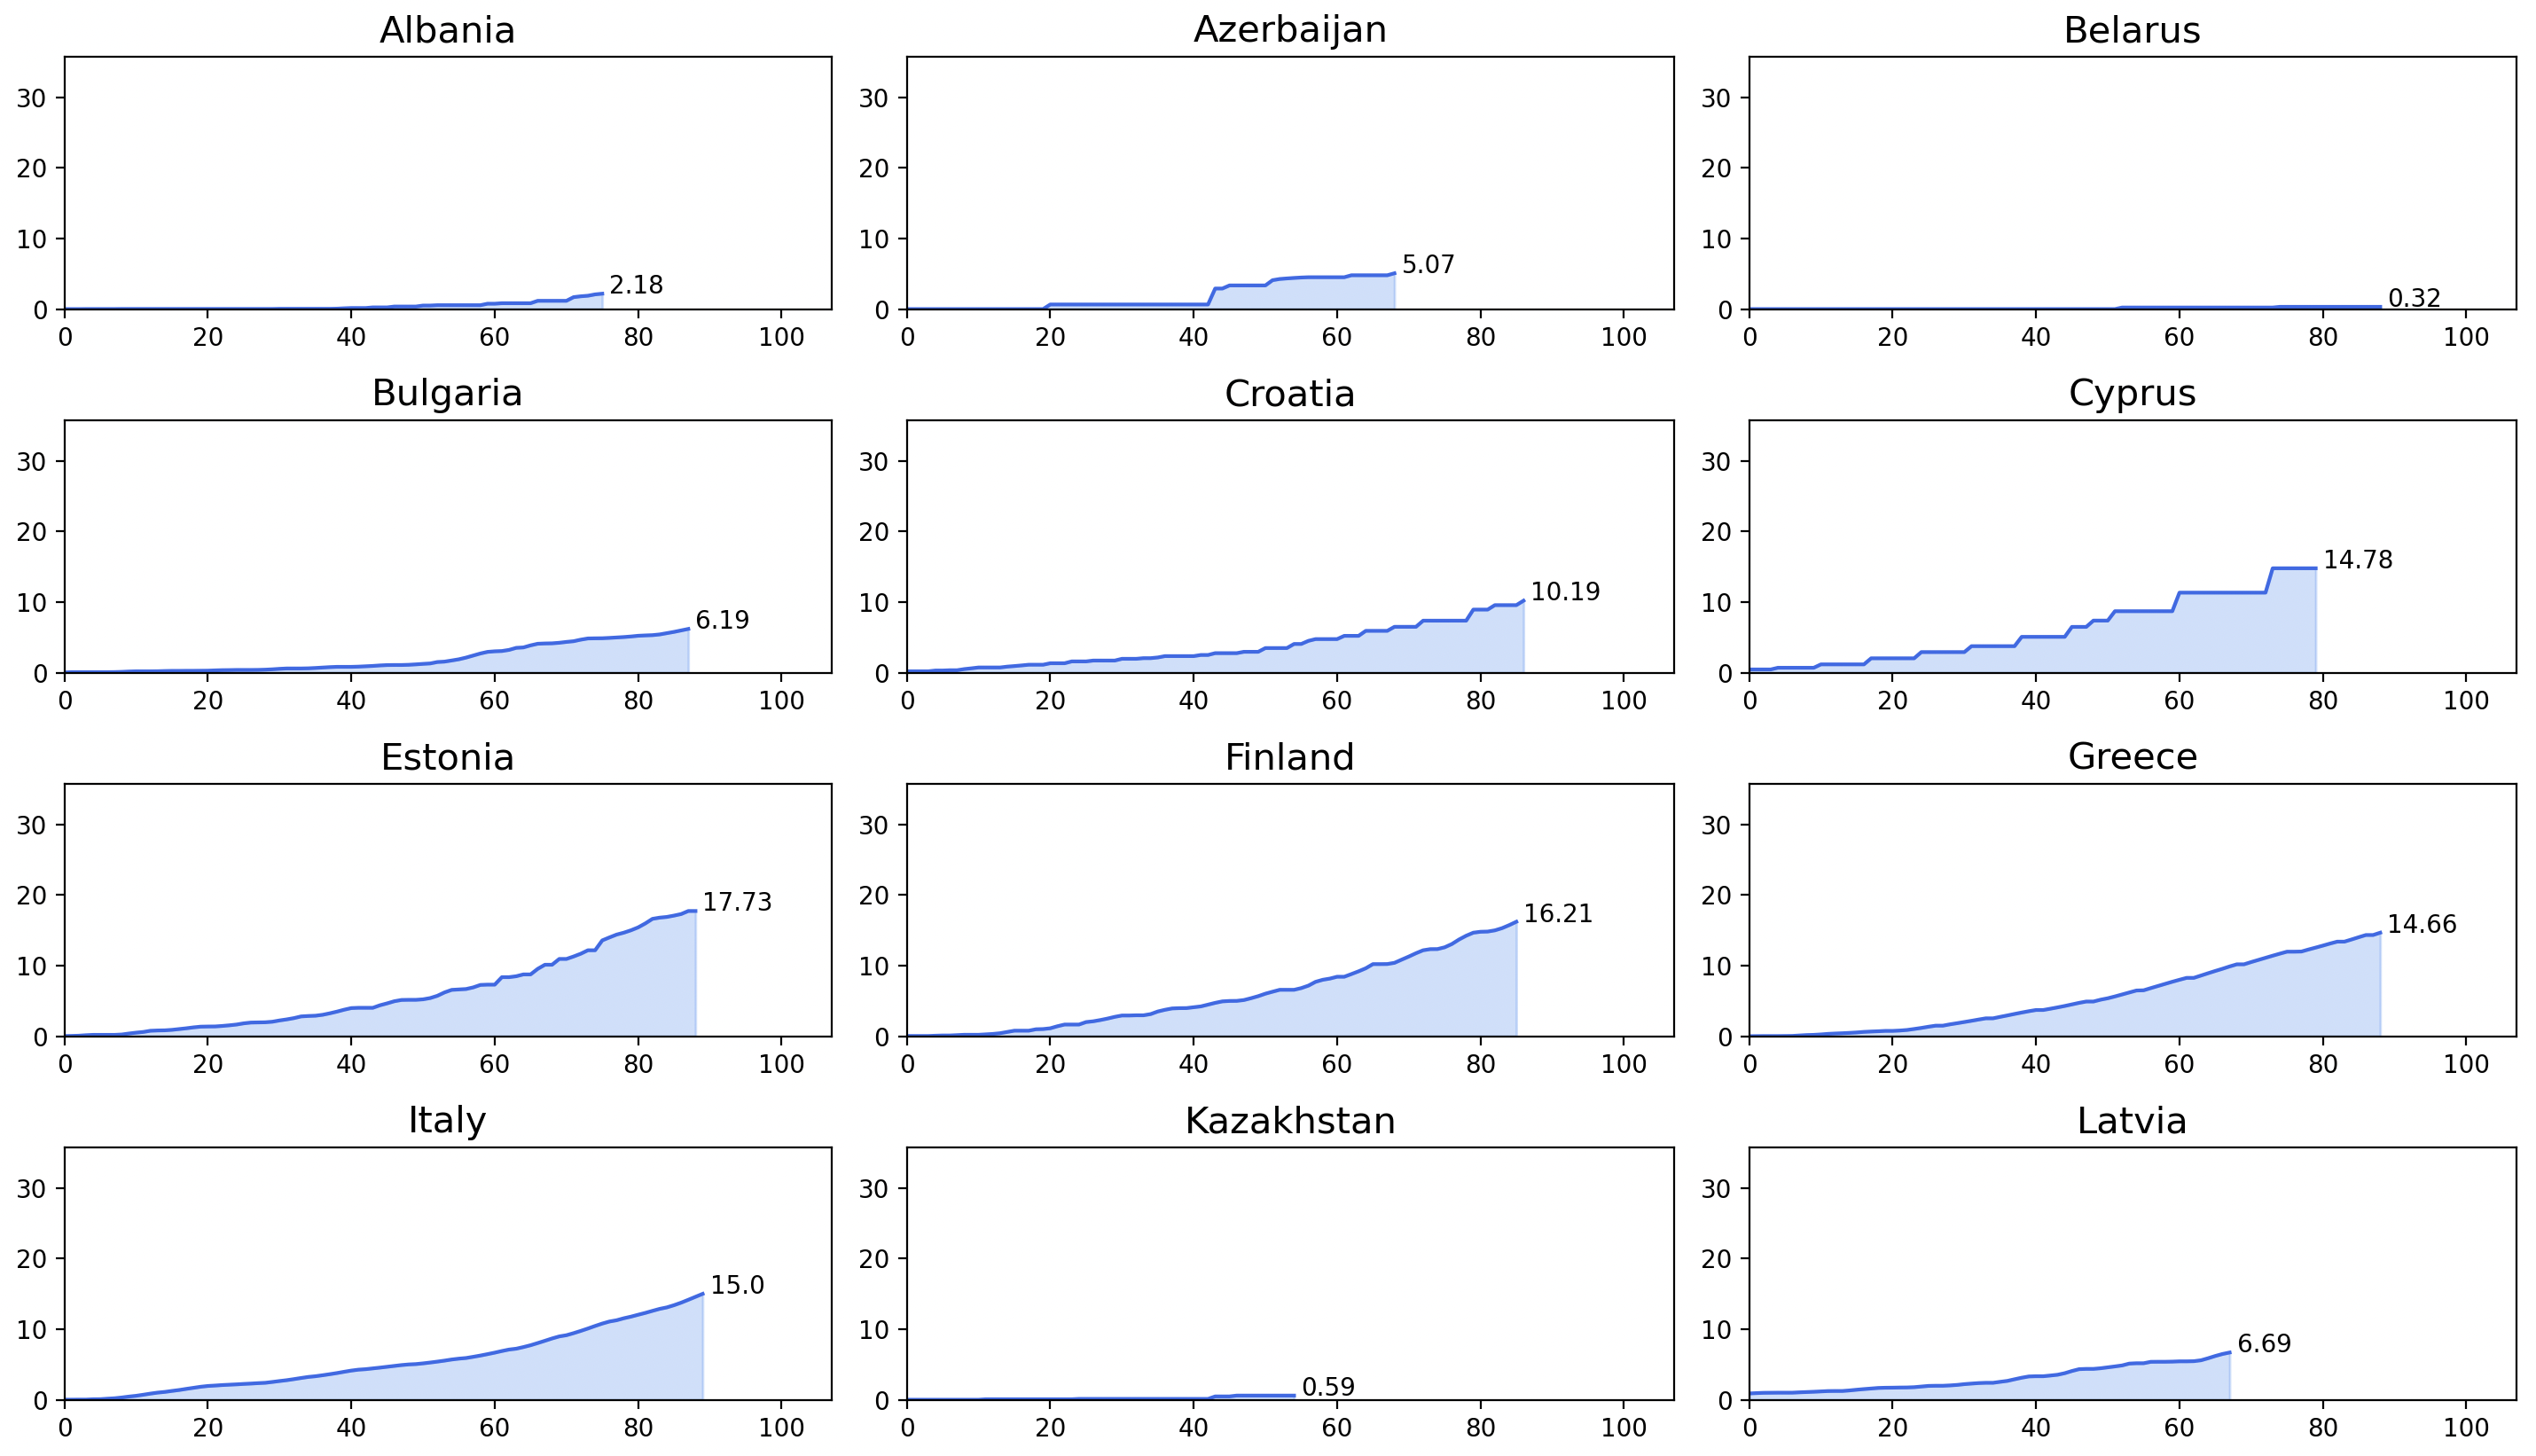 Albania Azerbaijan Belarus
30 30 30
20 20 20
10 10 10
2.18 5.07 0.32
0 0 0
0 20 40 60 80 100 0 20 40 60 80 100 0 20 40 60 80 100
Bulgaria Croatia Cyprus
30 30 30
20 20 20
14.78
10 10.19 10 10
6.19
0 0 0
0 20 40 60 80 100 0 20 40 60 80 100 0 20 40 60 80 100
Estonia Finland Greece
30 30 30
20 20 20
17.73 16.21 14.66
10 10 10
0 0 0
0 20 40 60 80 100 0 20 40 60 80 100 0 20 40 60 80 100
Italy Kazakhstan Latvia
30 30 30
20 20 20
15.0
10 10 10
6.69
0.59
0 0 0
0 20 40 60 80 100 0 20 40 60 80 100 0 20 40 60 80 100